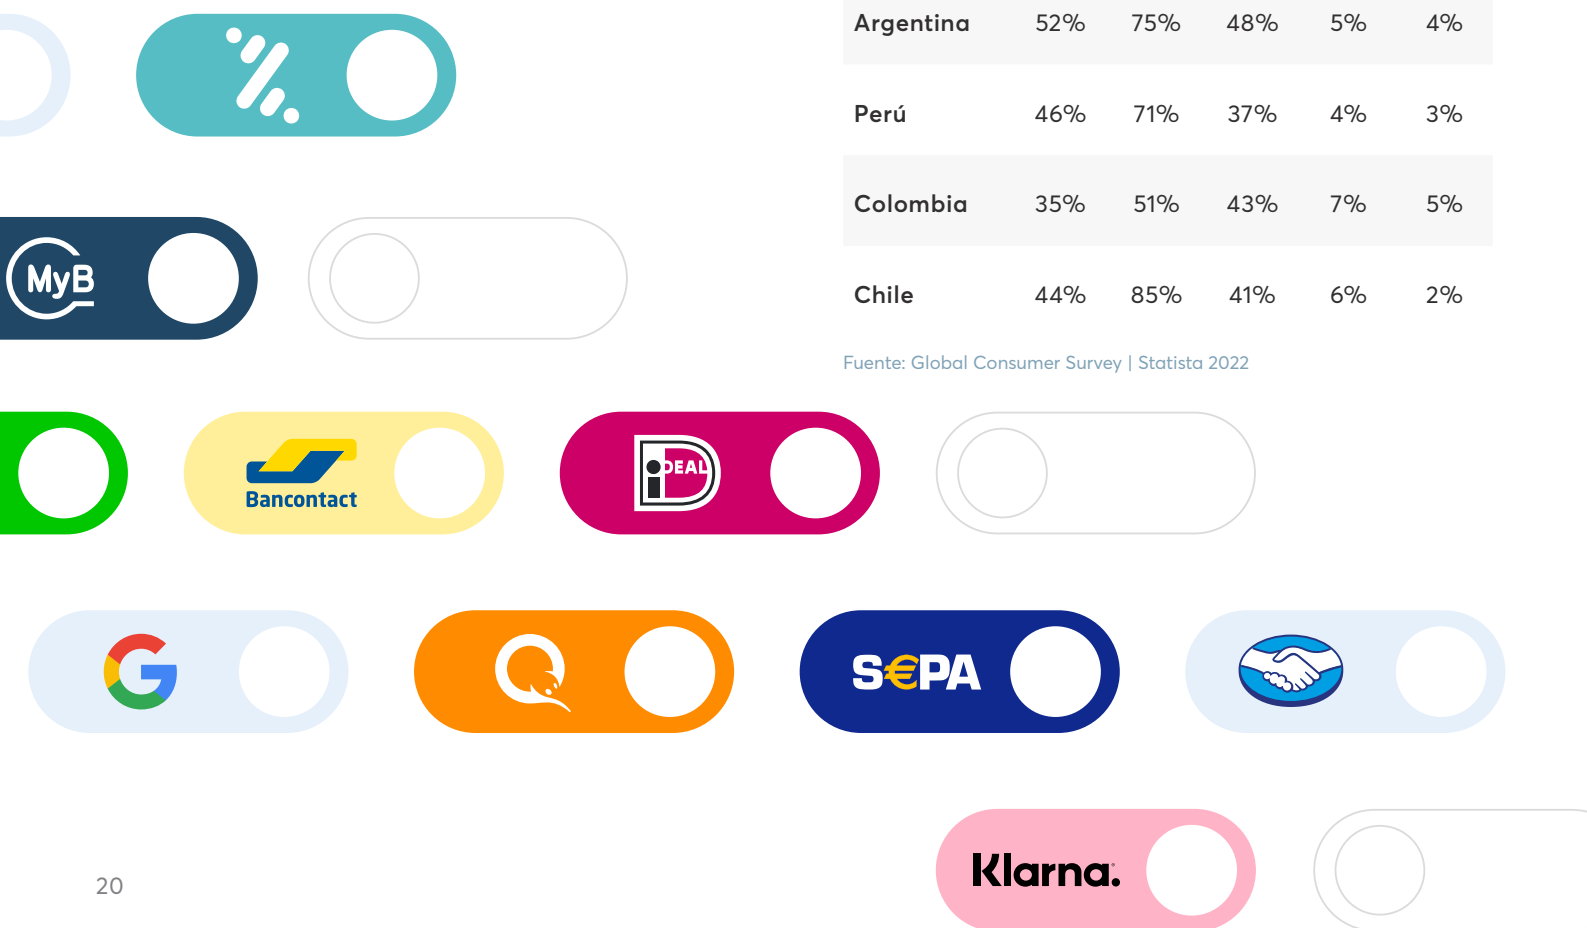 Argentina 52% 75% 48% 5% 4%
Perú 46% 71% 37% 4% 3%
MyB
Colombia 35% 51% 43% 7% 5%
Chile 44% 85% 41% 6% 2%
Fuente: Global Consumer Survey | Statista 2022
Bancontact
iDEAL
S€PA
Klarna.
20